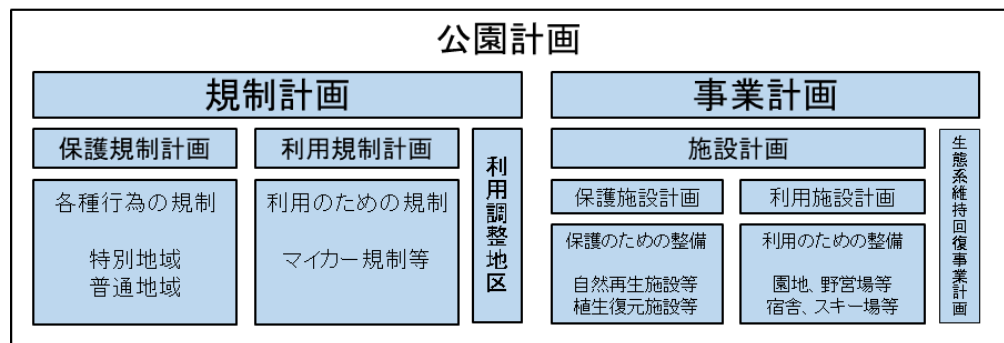 公園計画
規制計画
保護規制計画
各種行為の規制
特別地域
普通地域
利用規制計画
利用のための規制
マイカー規制等
利用調整地区
事業計画
施設計画
保護施設計画
保護のための整備
自然再生施設等
植生復元施設等
利用施設計画
利用のための整備
園地、野営場等
宿舎、スキー場等
生態系維持回復事業計画